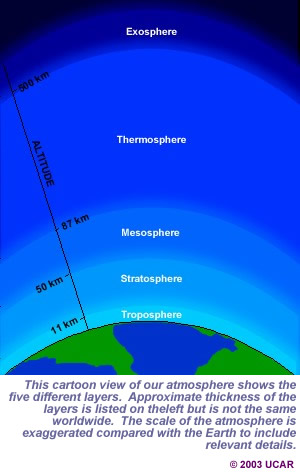 Exosphere
500 km
Thermosphere
ALTITUDE
87 km
Mesosphere
50 km
Stratosphere
11 km
Troposphere
This cartoon view of our atmosphere shows the
five different layers. Approximate thickness of the
layers is listed on theleft but is not the same
worldwide. The scale of the atmosphere is
exaggerated compared with the Earth to include
relevant details.
© 2003 UCAR